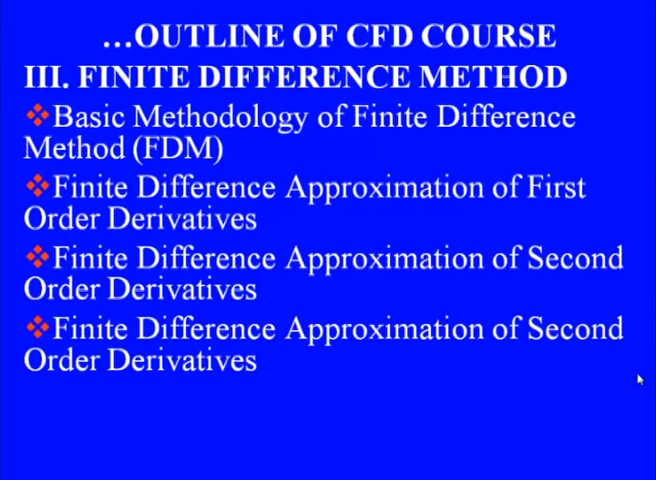 ...OUTLINE OF CFD COURSE
III. FINITE DIFFERENCE METHOD
❖Basic Methodology of Finite Difference
Method (FDM)
❖Finite Difference Approximation of First
Order Derivatives
❖Finite Difference Approximation of Second
Order Derivatives
❖Finite Difference Approximation of Second
Order Derivatives